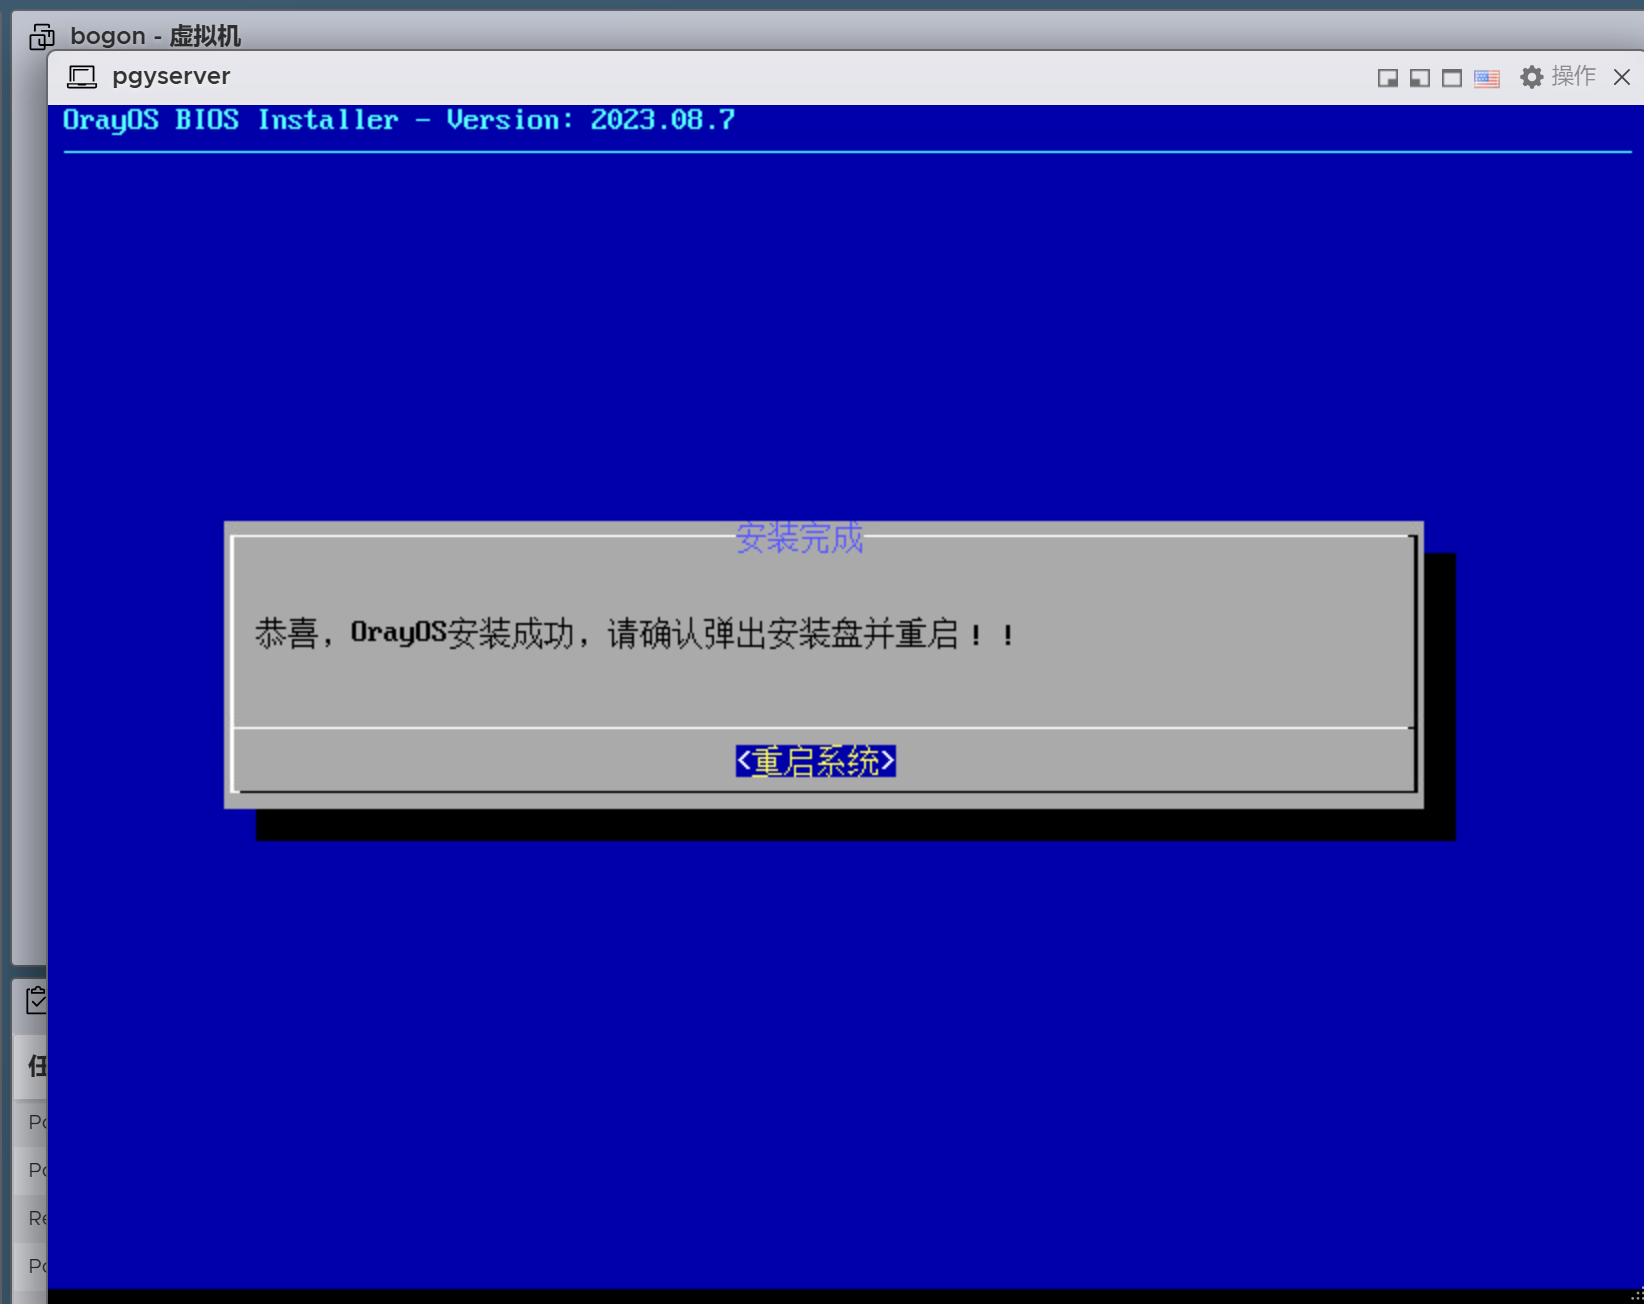 bogon - 虚拟机
pgyserver
操作
OrayOS BIOS Installer - Version: 2023.08.7
安装完成
恭喜，OrayOS安装成功，请确认弹出安装盘并重启！！
<重启系统>
任
Po
Po
Re
Po